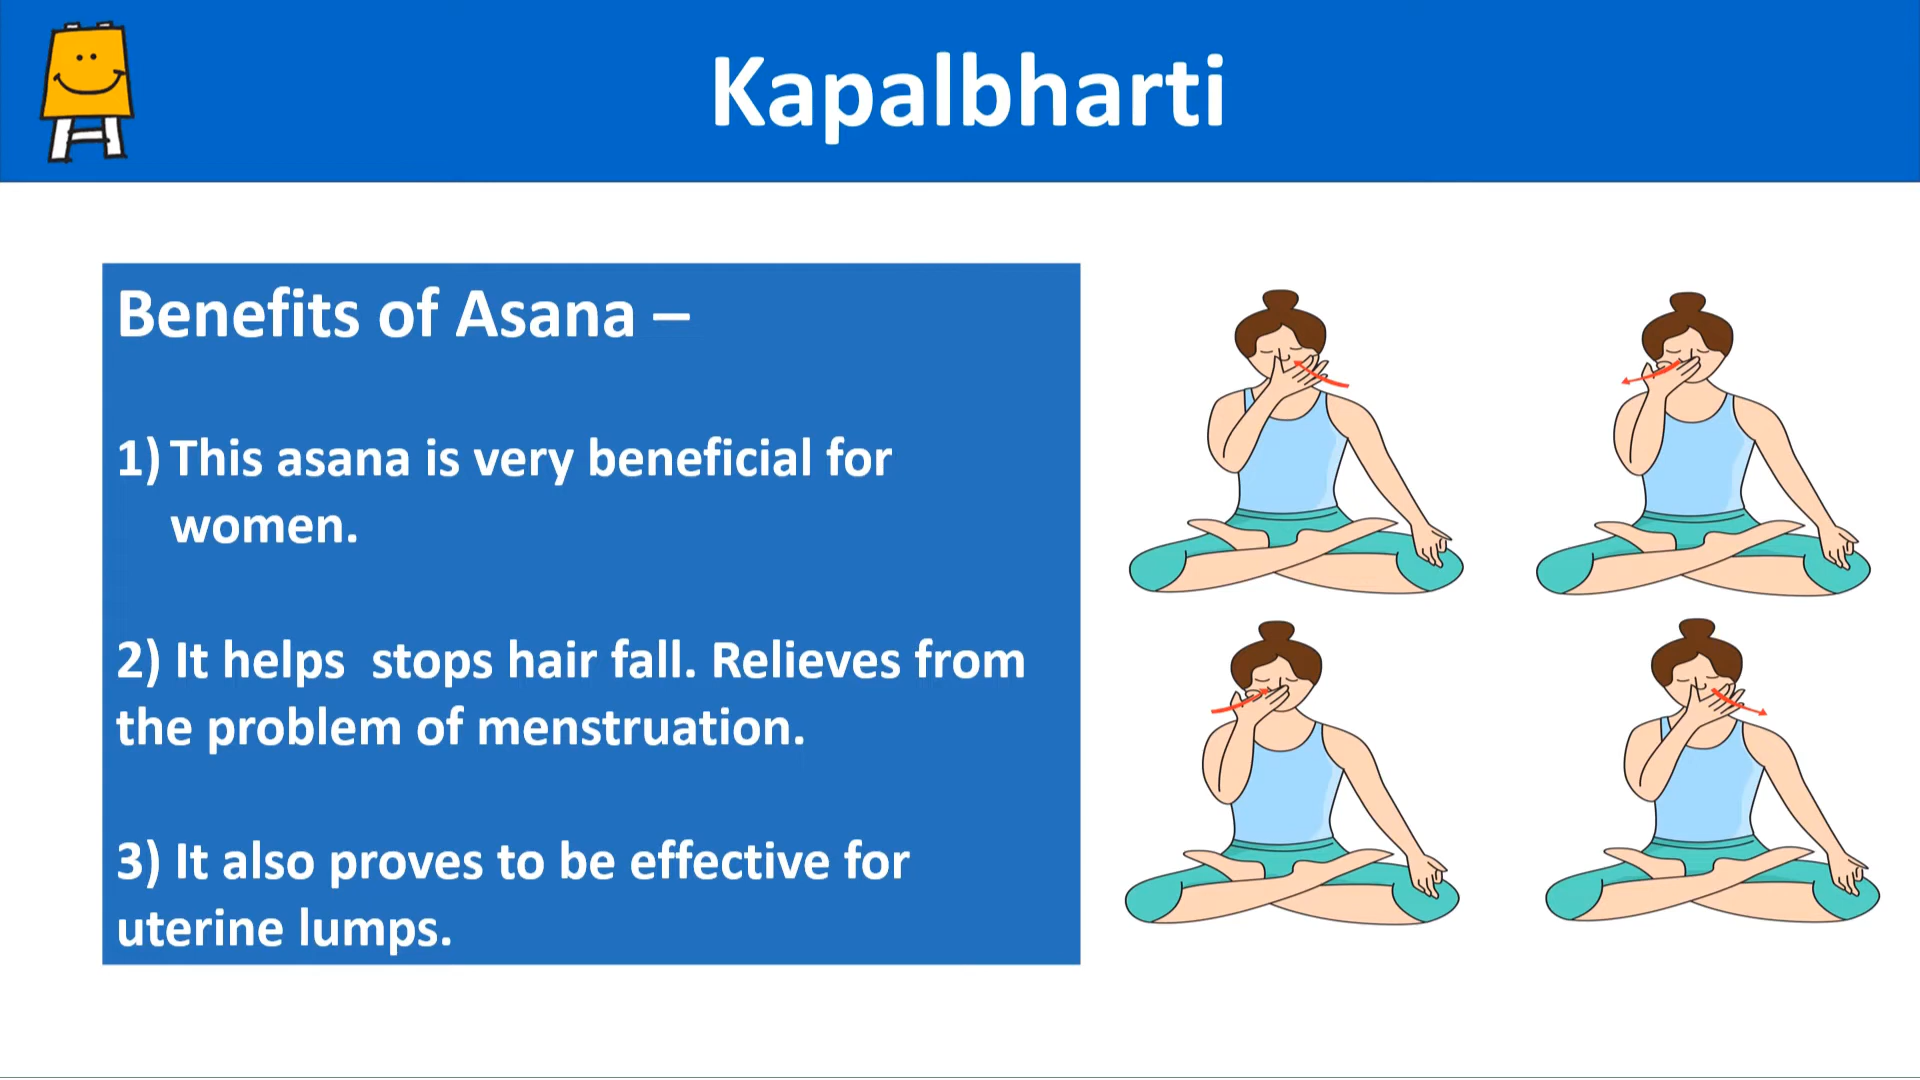 Kapalbharti
Benefits of Asana –
1) This asana is very beneficial for
women.
2) It helps  stops hair fall. Relieves from
the problem of menstruation.
3) It also proves to be effective for
uterine lumps.